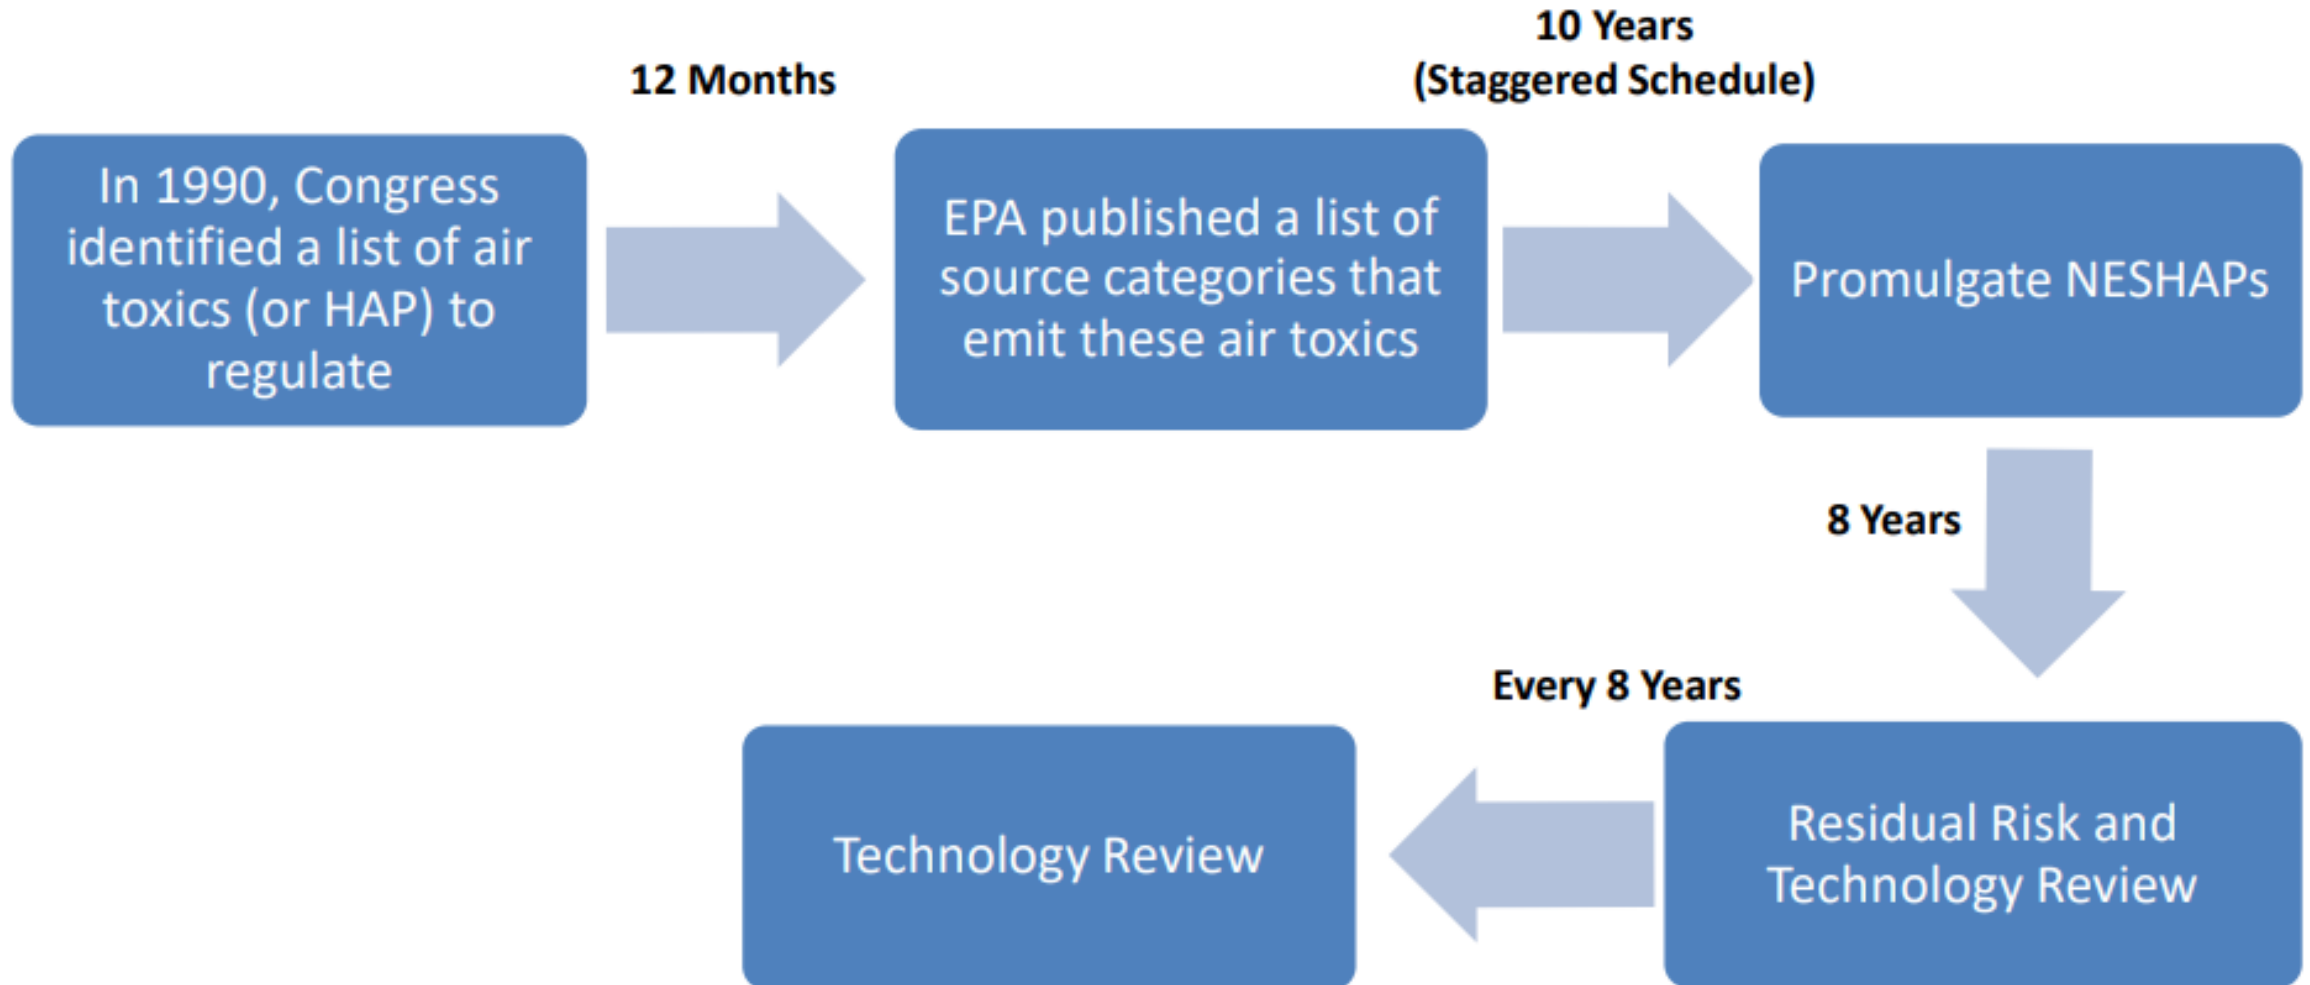 In 1990, Congress
identified a list of air
toxics (or HAP) to
regulate
12 Months
EPA published a list of
source categories that
emit these air toxics
10 Years
(Staggered Schedule)
Promulgate NESHAPs
8 Years
Residual Risk and
Technology Review
Every 8 Years
Technology Review